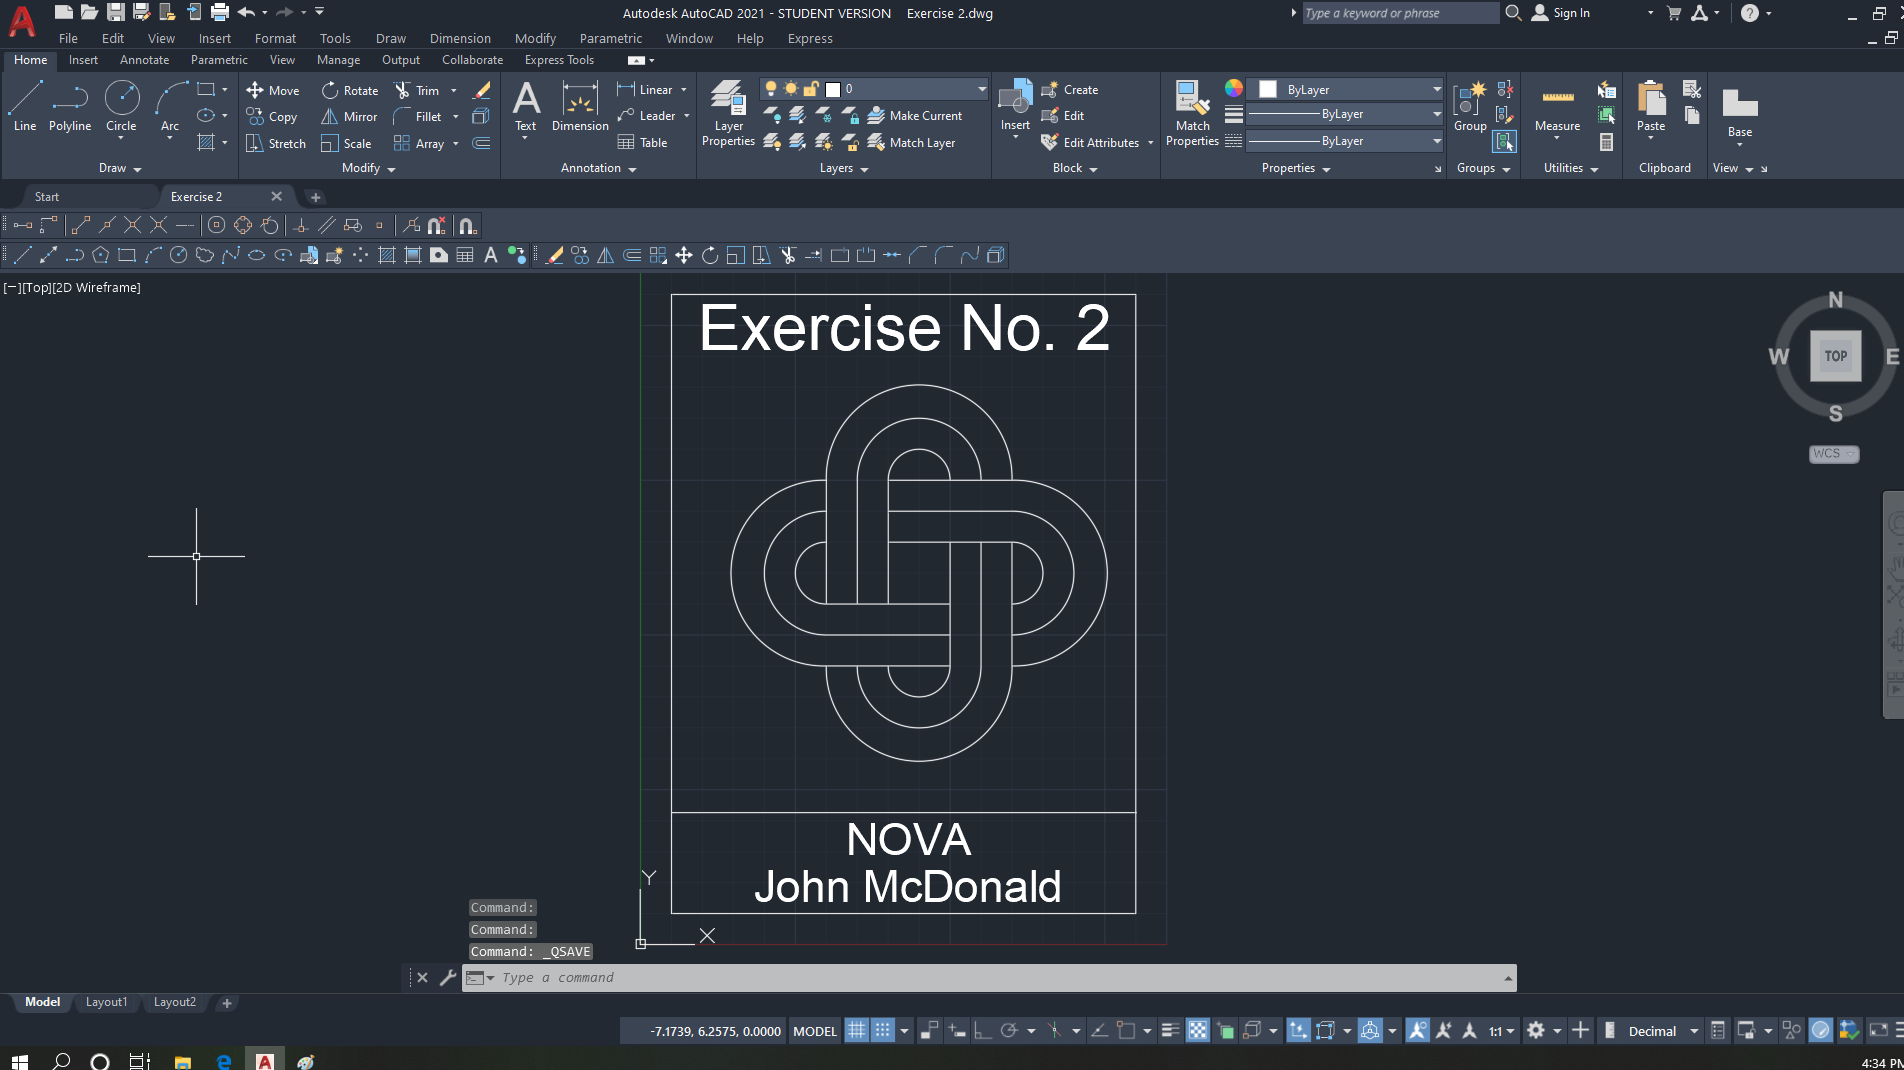 Autodesk AutoCAD 2021 - STUDENT VERSION Exercise 2.dwg
Type a keyword or phrase
Sign In
File Edit View Insert Format Tools Draw Dimension Modify Parametric Window Help Express
Home Insert Annotate Parametric View Manage Output Collaborate Express Tools
Line Polyline Circle Arc
Draw
Move Rotate Trim
Copy Mirror Fillet
Stretch Scale Array
Modify
Text Dimension
Linear
Leader
Table
Annotation
Layer Properties
0
Make Current
Match Layer
Layers
Insert
Create
Edit
Edit Attributes
Block
Match Properties
ByLayer
ByLayer
ByLayer
Properties
Group
Groups
Measure
Utilities
Paste
Clipboard
Base
View
Start Exercise 2
[−][Top][2D Wireframe]
Exercise No. 2
N
W TOP E
S
WCS
NOVA
John McDonald
Y
X
Command:
Command:
Command: _QSAVE
Type a command
Model Layout1 Layout2
-7.1739, 6.2575, 0.0000 MODEL 1:1 Decimal
4:34 PM